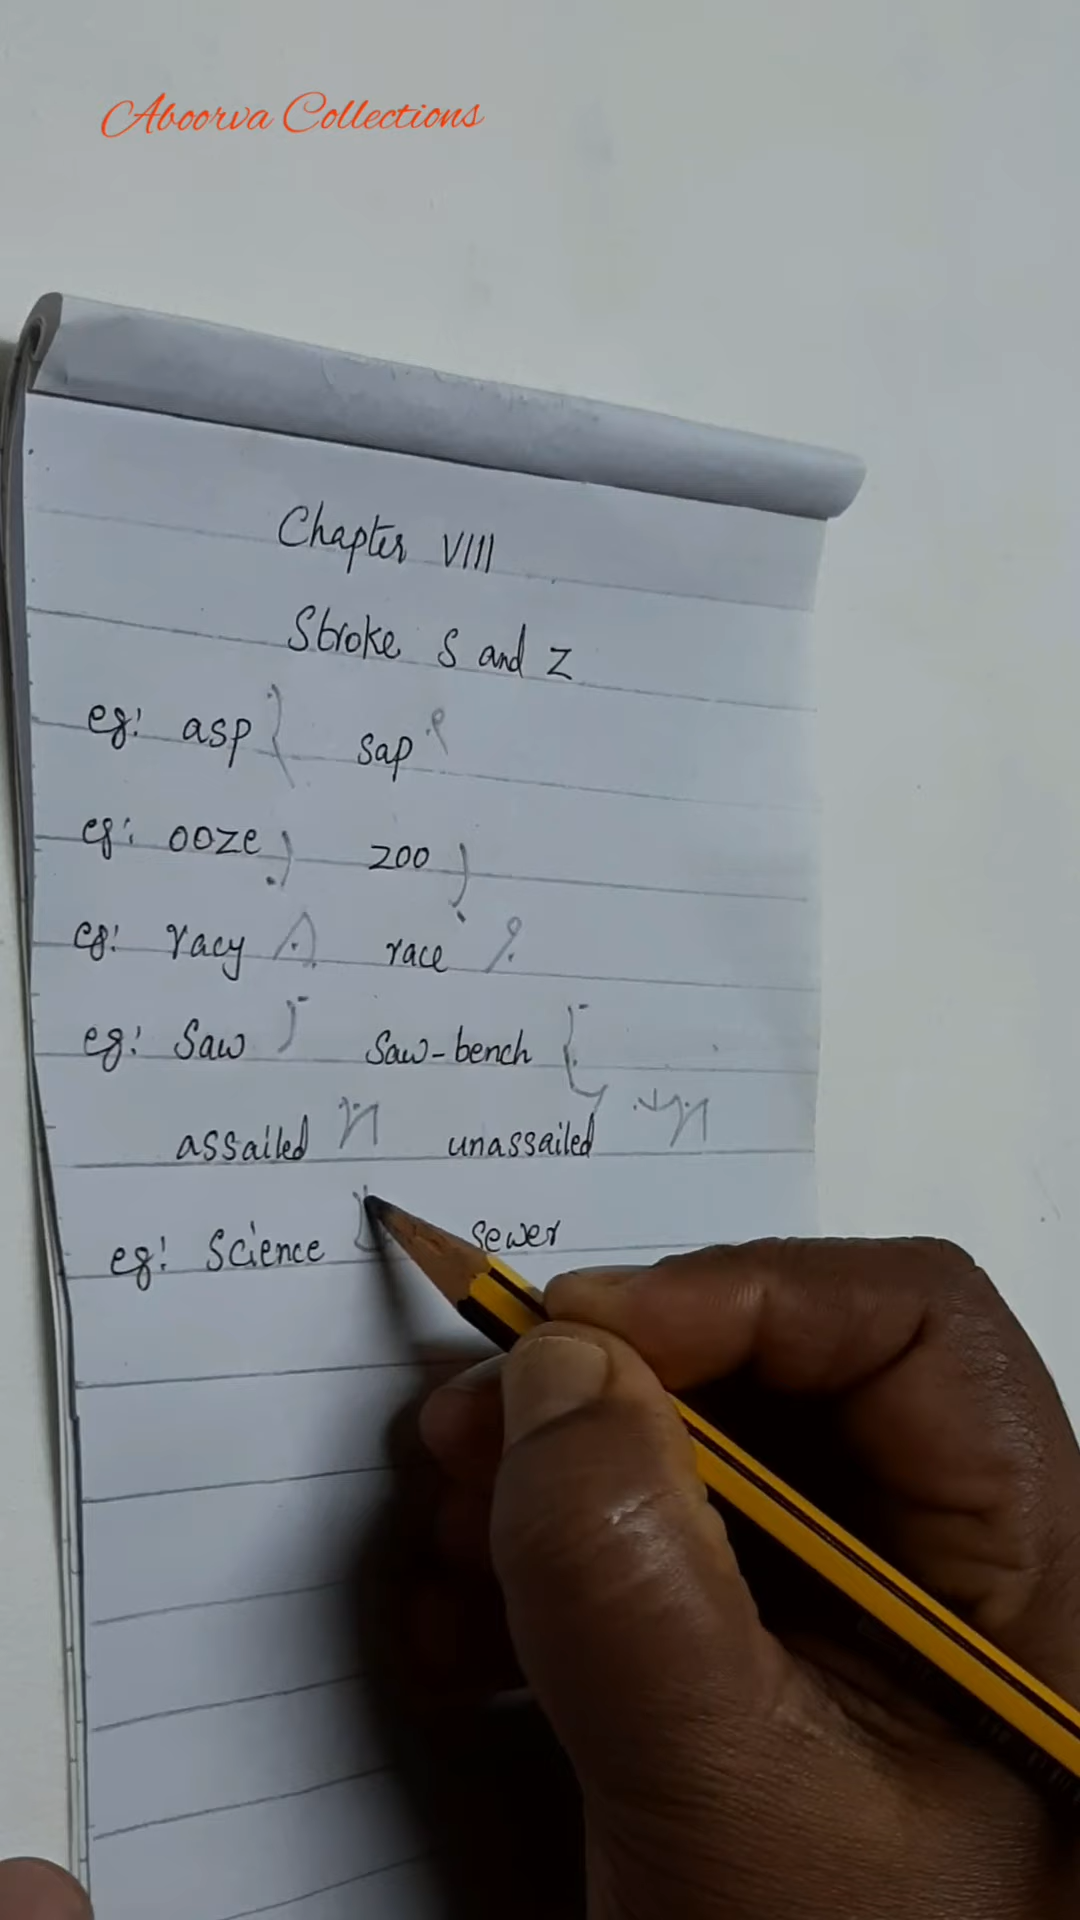 Aboorva Collections
Chapter VIII
Stroke S and Z
eg: asp sap
eg: ooze zoo
eg: racy race
eg: Saw Saw-bench
assailed unassailed
eg: Science sewer